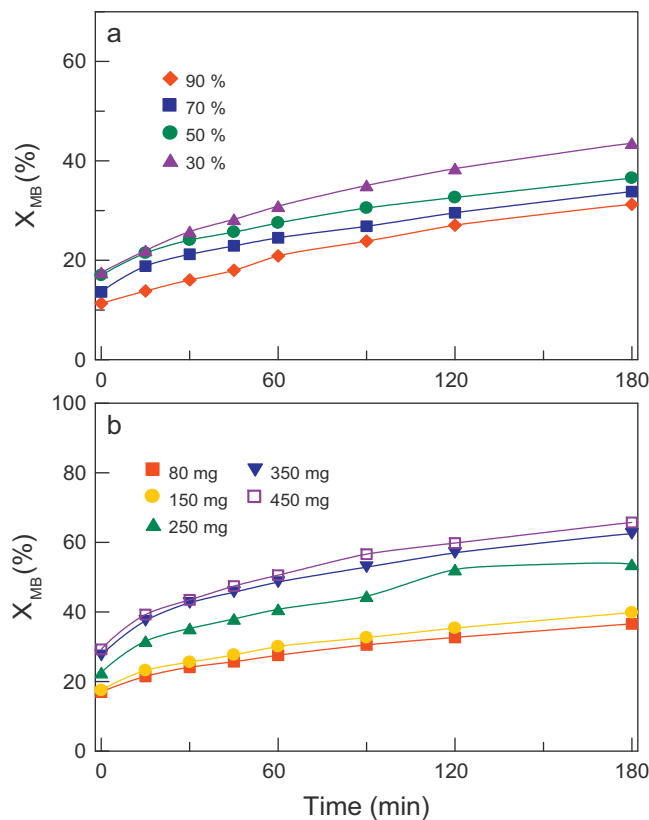 a
60
40
20
0
X_MB (%)
90 %
70 %
50 %
30 %
0 60 120 180
b
100
80
60
40
20
0
X_MB (%)
80 mg 350 mg
150 mg 450 mg
250 mg
0 60 120 180
Time (min)